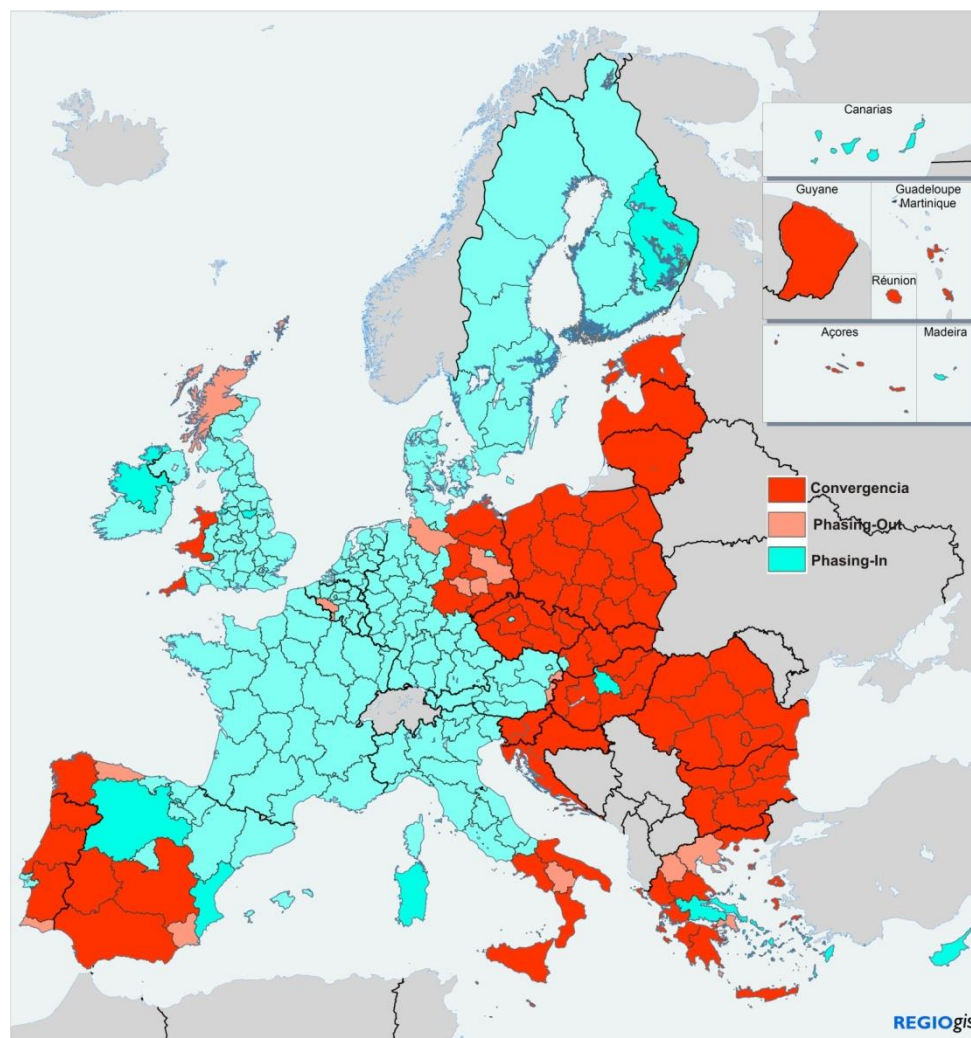 Canarias
Guyane
Guadeloupe
Martinique
Réunion
Açores
Madeira
Convergencia
Phasing-Out
Phasing-In
REGIOgis